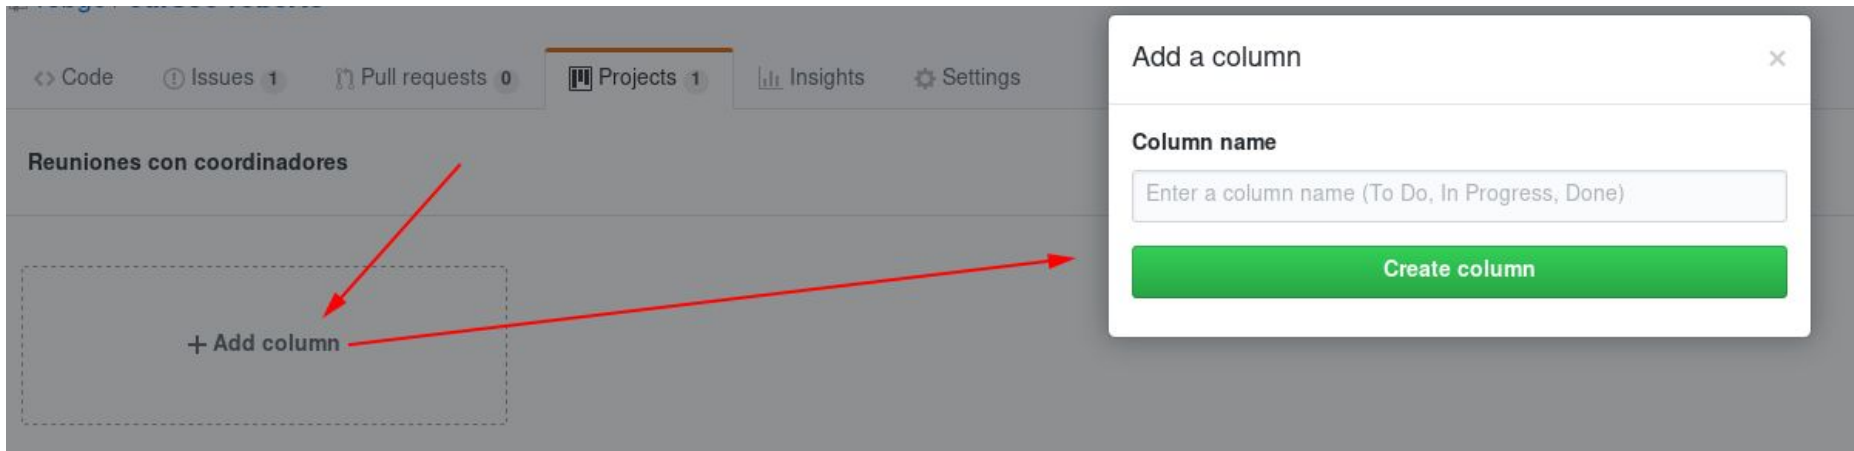 Code Issues 1 Pull requests 0 Projects 1 Insights Settings
Reuniones con coordinadores
+ Add column
Add a column ×
Column name
Enter a column name (To Do, In Progress, Done)
Create column